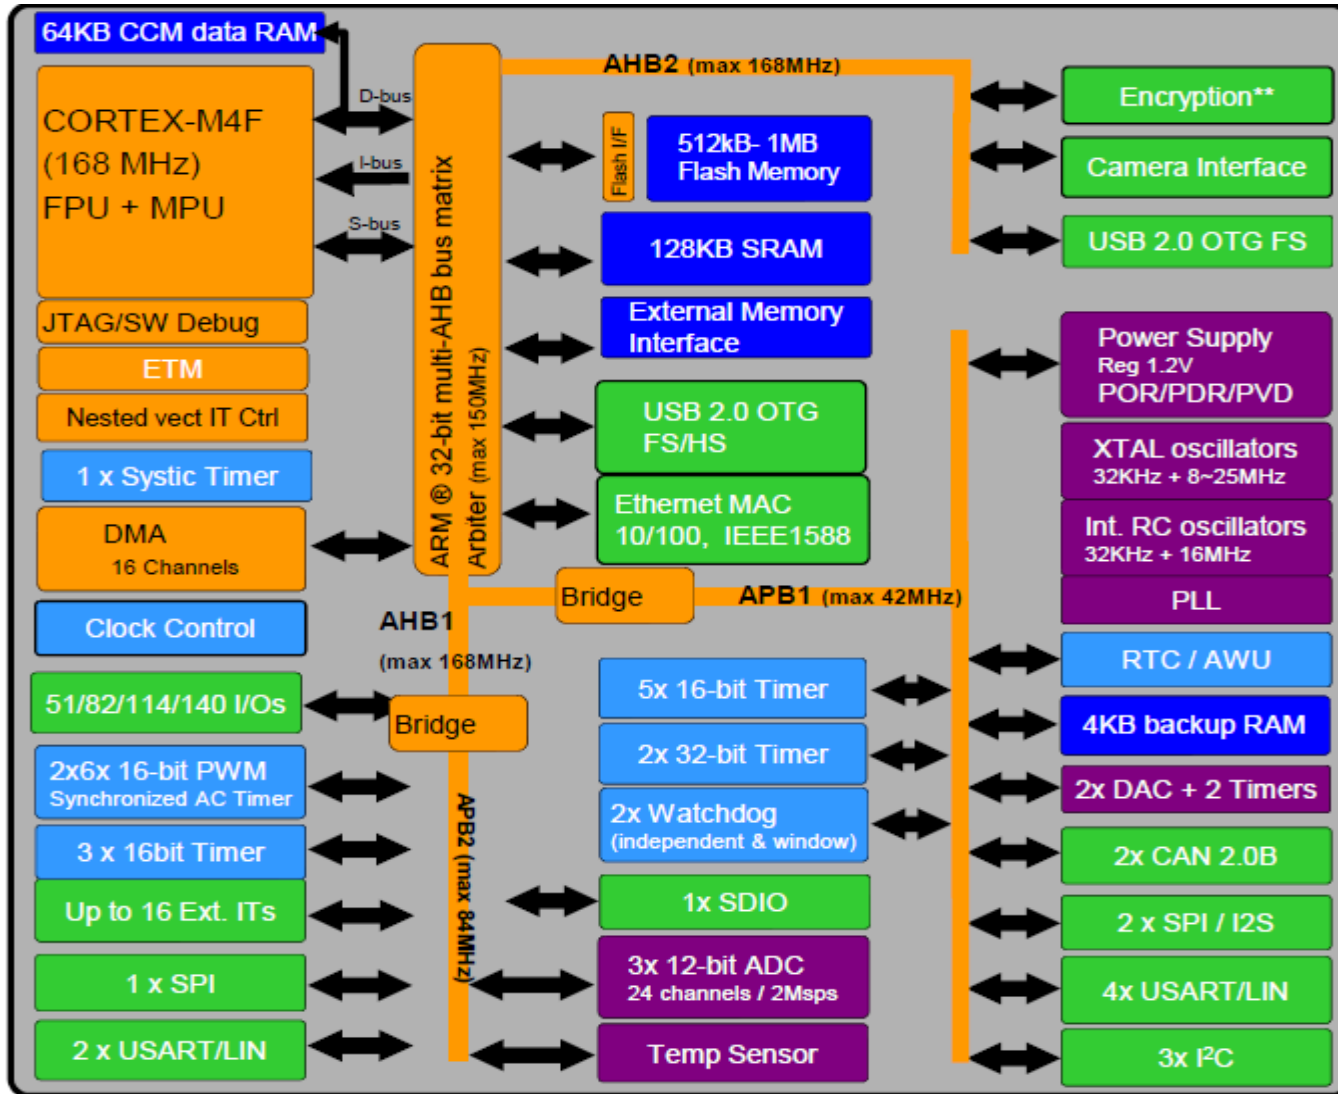 64KB CCM data RAM
CORTEX-M4F
(168 MHz)
FPU + MPU
D-bus
I-bus
S-bus
JTAG/SW Debug
ETM
Nested vect IT Ctrl
1 x Systic Timer
DMA
16 Channels
Clock Control
51/82/114/140 I/Os
2x6x 16-bit PWM
Synchronized AC Timer
3 x 16bit Timer
Up to 16 Ext. ITs
1 x SPI
2 x USART/LIN
ARM ® 32-bit multi-AHB bus matrix
Arbiter (max 150MHz)
AHB1
(max 168MHz)
Bridge
APB2 (max 84MHz)
AHB2 (max 168MHz)
Flash I/F
512kB- 1MB
Flash Memory
128KB SRAM
External Memory
Interface
USB 2.0 OTG
FS/HS
Ethernet MAC
10/100, IEEE1588
Bridge
APB1 (max 42MHz)
5x 16-bit Timer
2x 32-bit Timer
2x Watchdog
(independent & window)
1x SDIO
3x 12-bit ADC
24 channels / 2Msps
Temp Sensor
Encryption**
Camera Interface
USB 2.0 OTG FS
Power Supply
Reg 1.2V
POR/PDR/PVD
XTAL oscillators
32KHz + 8~25MHz
Int. RC oscillators
32KHz + 16MHz
PLL
RTC / AWU
4KB backup RAM
2x DAC + 2 Timers
2x CAN 2.0B
2 x SPI / I2S
4x USART/LIN
3x I²C